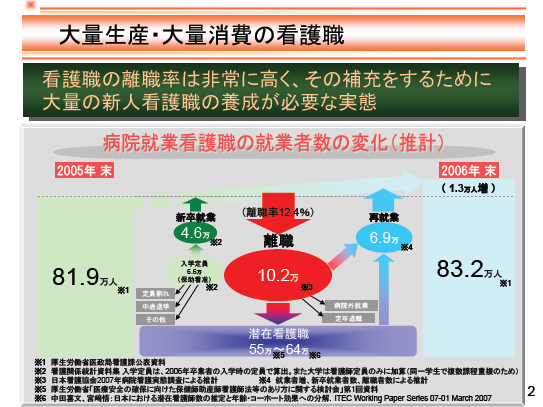 大量生産・大量消費の看護職
看護職の離職率は非常に高く、その補充をするために
大量の新人看護職の養成が必要な実態
病院就業看護職の就業者数の変化（推計）
2005年 末
2006年 末
（ 1.3万人増 ）
新卒就業
4.6万
※2
（離職率12.4%）
離職
10.2万
※3
再就業
6.9万
※4
入学定員
6.6万
（保助看准）
※2
81.9万人
※1
83.2万人
※1
定員割れ
中途退学
その他
病院外就業
定年退職
潜在看護職
55万～64万
※5 ※6
※1 厚生労働省医政局看護課公表資料
※2 看護関係統計資料集 入学定員は、2006年卒業者の入学時の定員で算出。また大学は看護師定員のみに加算（同一学生で複数課程重複のため）
※3 日本看護協会2007年病院看護実態調査による推計 ※4 就業者増、新卒就業者数、離職者数による推計
※5 厚生労働省「医療安全の確保に向けた保健師助産師看護師法等のあり方に関する検討会」第1回資料
※6 中田喜文、宮崎悟：日本における潜在看護師数の推定と年齢・コーホート効果への分解. ITEC Working Paper Series 07-01 March 2007
2